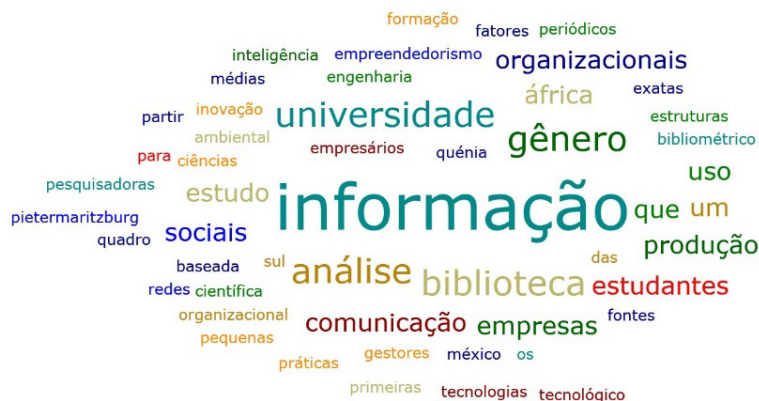 formação
fatores periódicos
inteligência empreendedorismo organizacionais
médias engenharia áfrica exatas
partir inovação universidade estruturas
ambiental empresários quénia gênero bibliométrico
para ciências
pesquisadoras estudo informação uso
pietermaritzburg que um
quadro sociais produção
baseada sul análise biblioteca das
redes científica estudantes
organizacional comunicação empresas fontes
pequenas
práticas gestores méxico os
primeiras tecnologias tecnológico